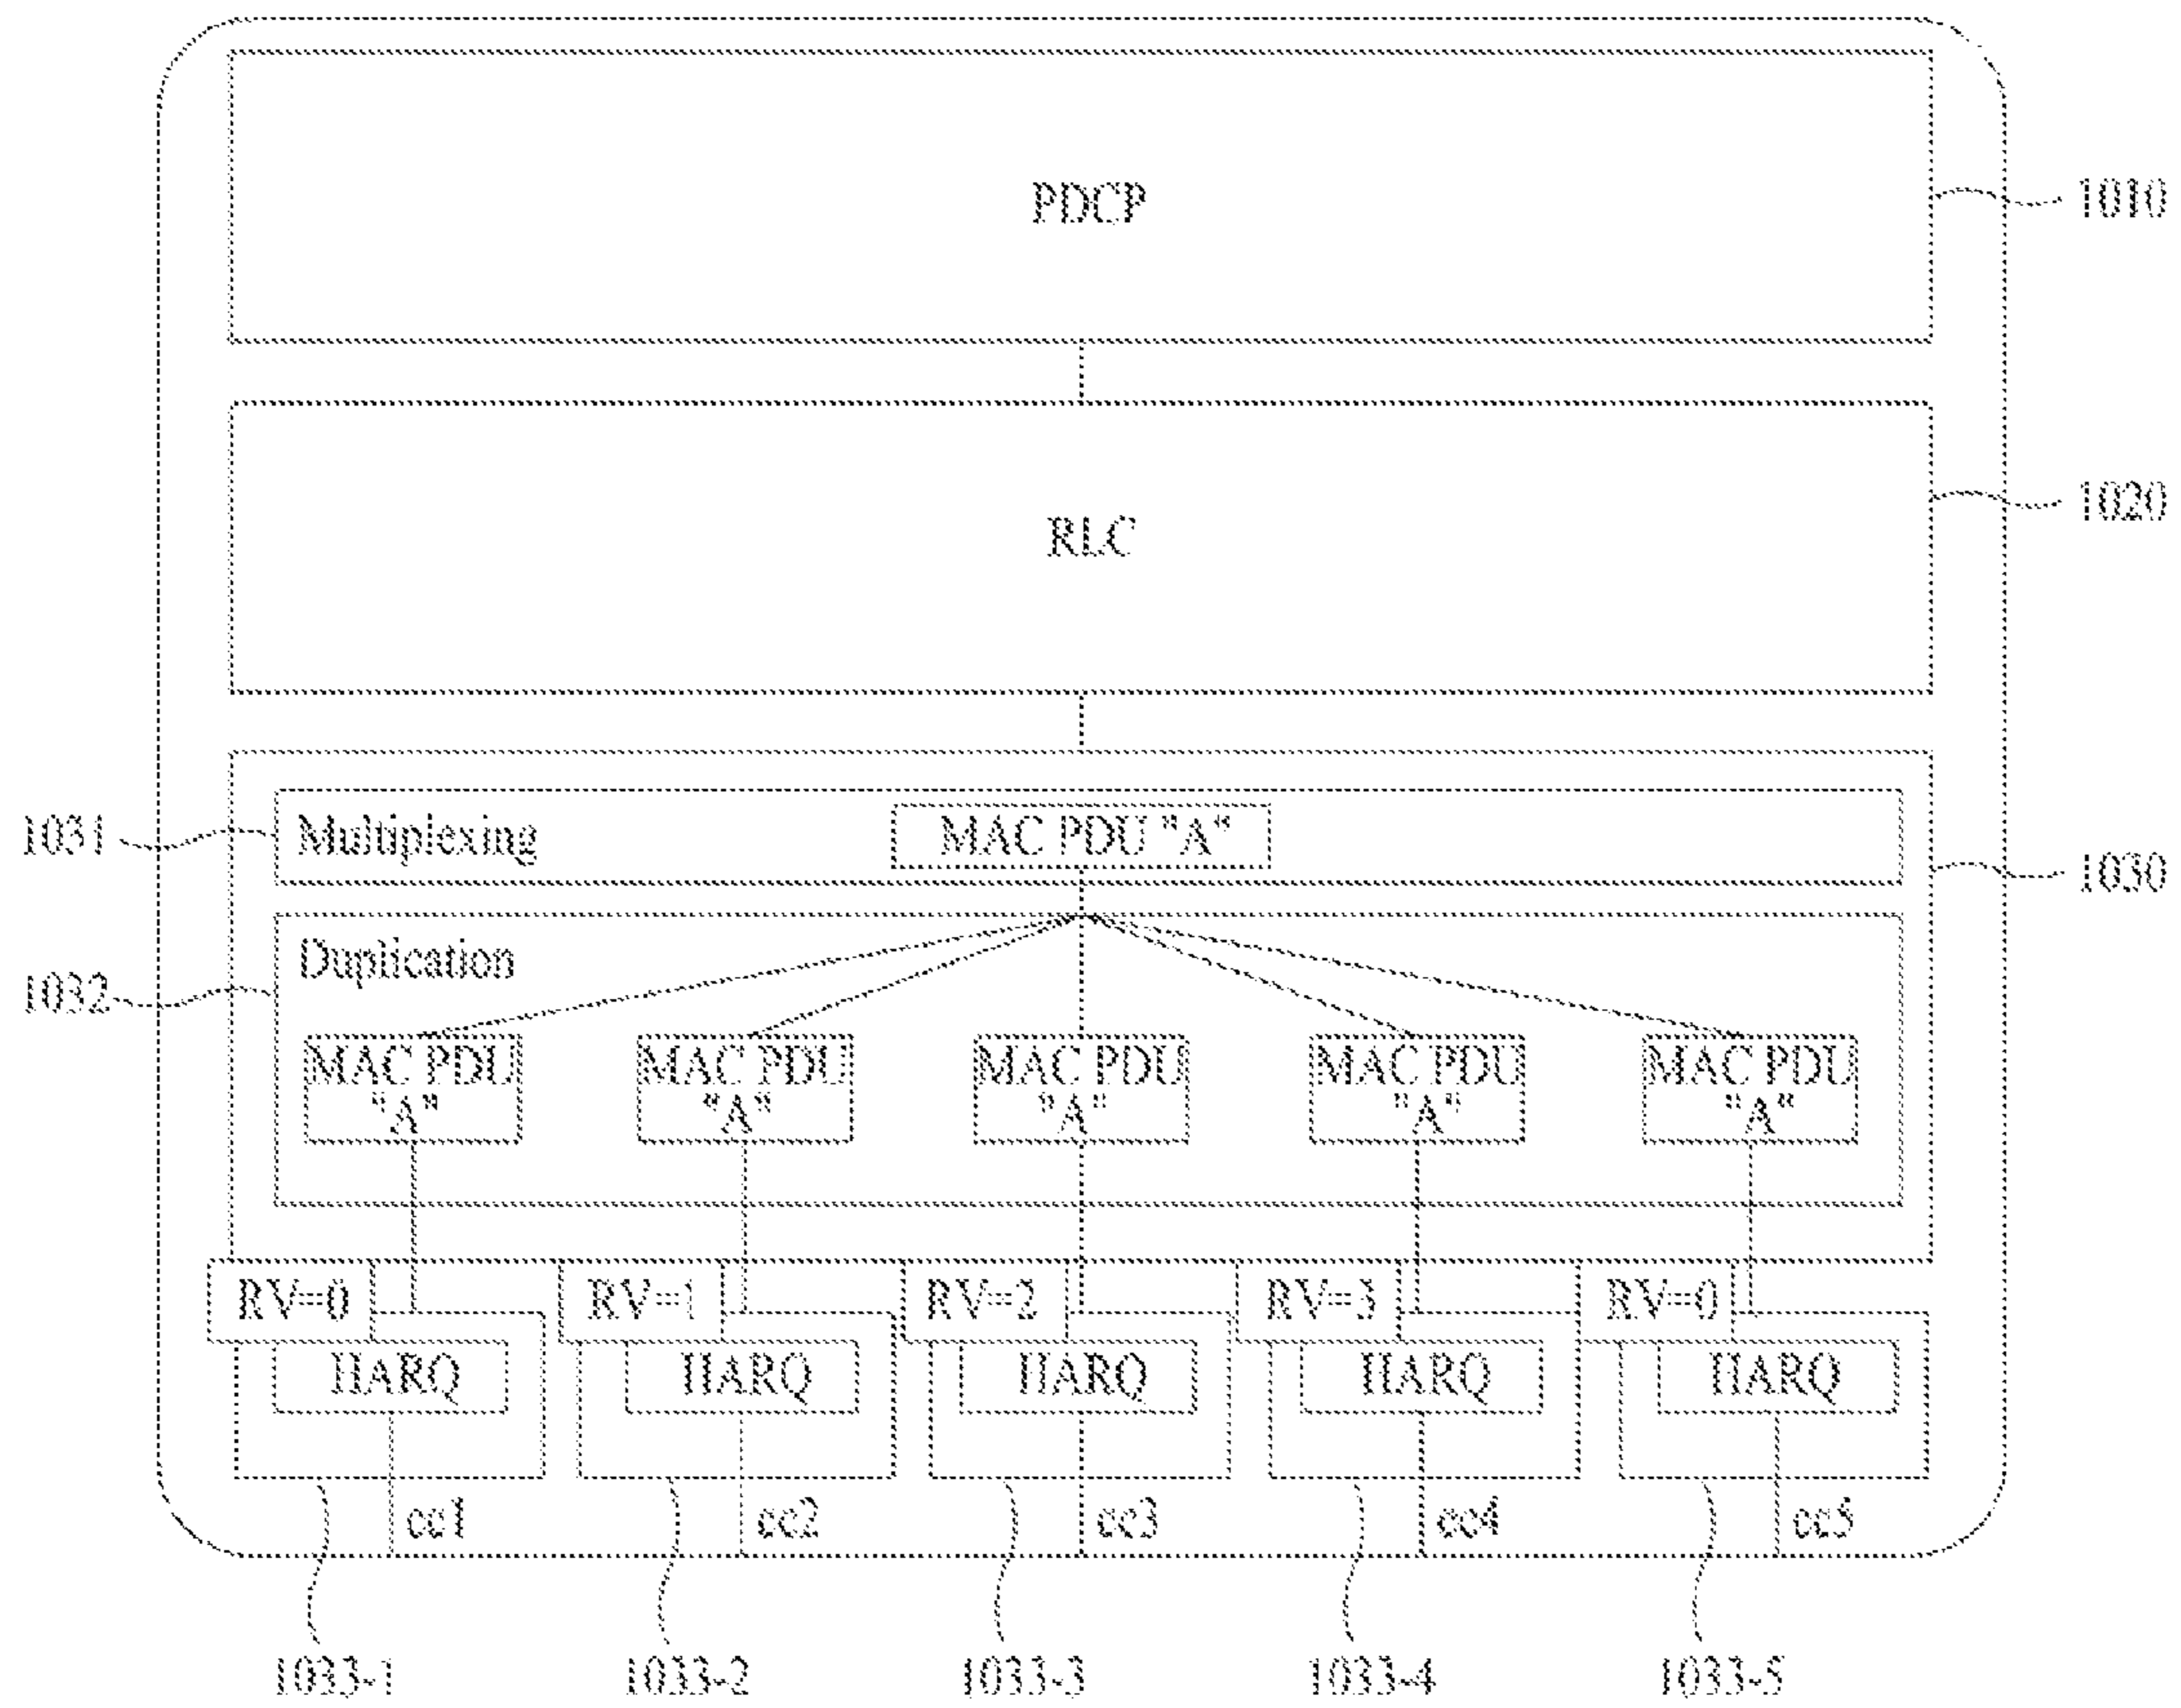 PDCP
1010
RLC
1020
1031
Multiplexing
MAC PDU "A"
1030
Duplication
1032
MAC PDU
"A"
MAC PDU
"A"
MAC PDU
"A"
MAC PDU
"A"
MAC PDU
"A"
RV=0
RV=1
RV=2
RV=3
RV=0
HARQ
HARQ
HARQ
HARQ
HARQ
cc1
cc2
cc3
cc4
cc5
1033-1
1033-2
1033-3
1033-4
1033-5